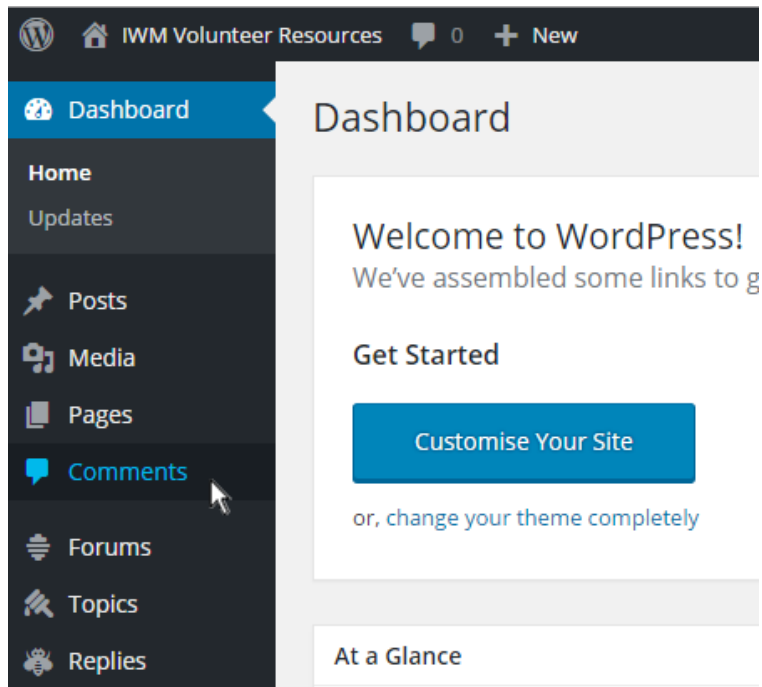 IWM Volunteer Resources 0 New
Dashboard
Home
Updates
Posts
Media
Pages
Comments
Forums
Topics
Replies
Dashboard
Welcome to WordPress!
We've assembled some links to g
Get Started
Customise Your Site
or, change your theme completely
At a Glance